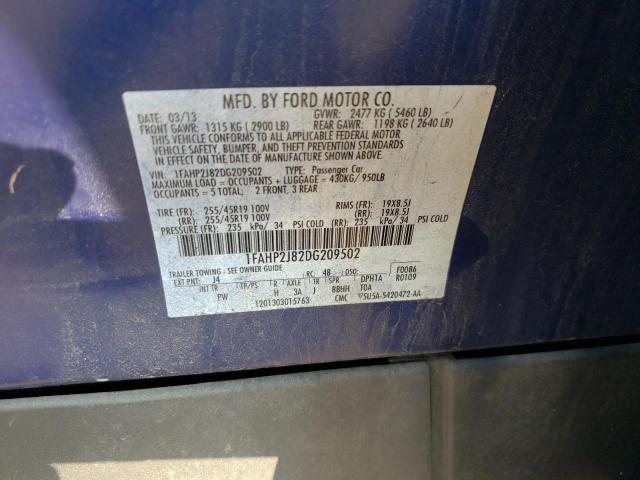 MFD. BY FORD MOTOR CO.
DATE: 03/13 GVWR: 2477 KG ( 5460 LB)
FRONT GAWR: 1315 KG ( 2900 LB) REAR GAWR: 1198 KG ( 2640 LB)
THIS VEHICLE CONFORMS TO ALL APPLICABLE FEDERAL MOTOR
VEHICLE SAFETY, BUMPER, AND THEFT PREVENTION STANDARDS
IN EFFECT ON THE DATE OF MANUFACTURE SHOWN ABOVE.
VIN: 1FAHP2J82DG209502 TYPE: Passenger Car
MAXIMUM LOAD = OCCUPANTS + LUGGAGE = 430KG/ 950LB
OCCUPANTS = 5 TOTAL: 2 FRONT, 3 REAR
TIRE (FR): 255/45R19 100V RIMS (FR): 19X8.5J
(RR): 255/45R19 100V (RR): 19X8.5J
PRESSURE (FR): 235 kPa/ 34 PSI COLD (RR): 235 kPa/ 34 PSI COLD
1FAHP2J82DG209502
TRAILER TOWING - SEE OWNER GUIDE
F0086
R0109
EXT PNT: J4 RC: 48 DSO:
WB INT TR TP/PS R AXLE TR SPR DPHTA
PW H 3A J BBHH TOA
1201303015763 CMC 5U5A-5420472-AA